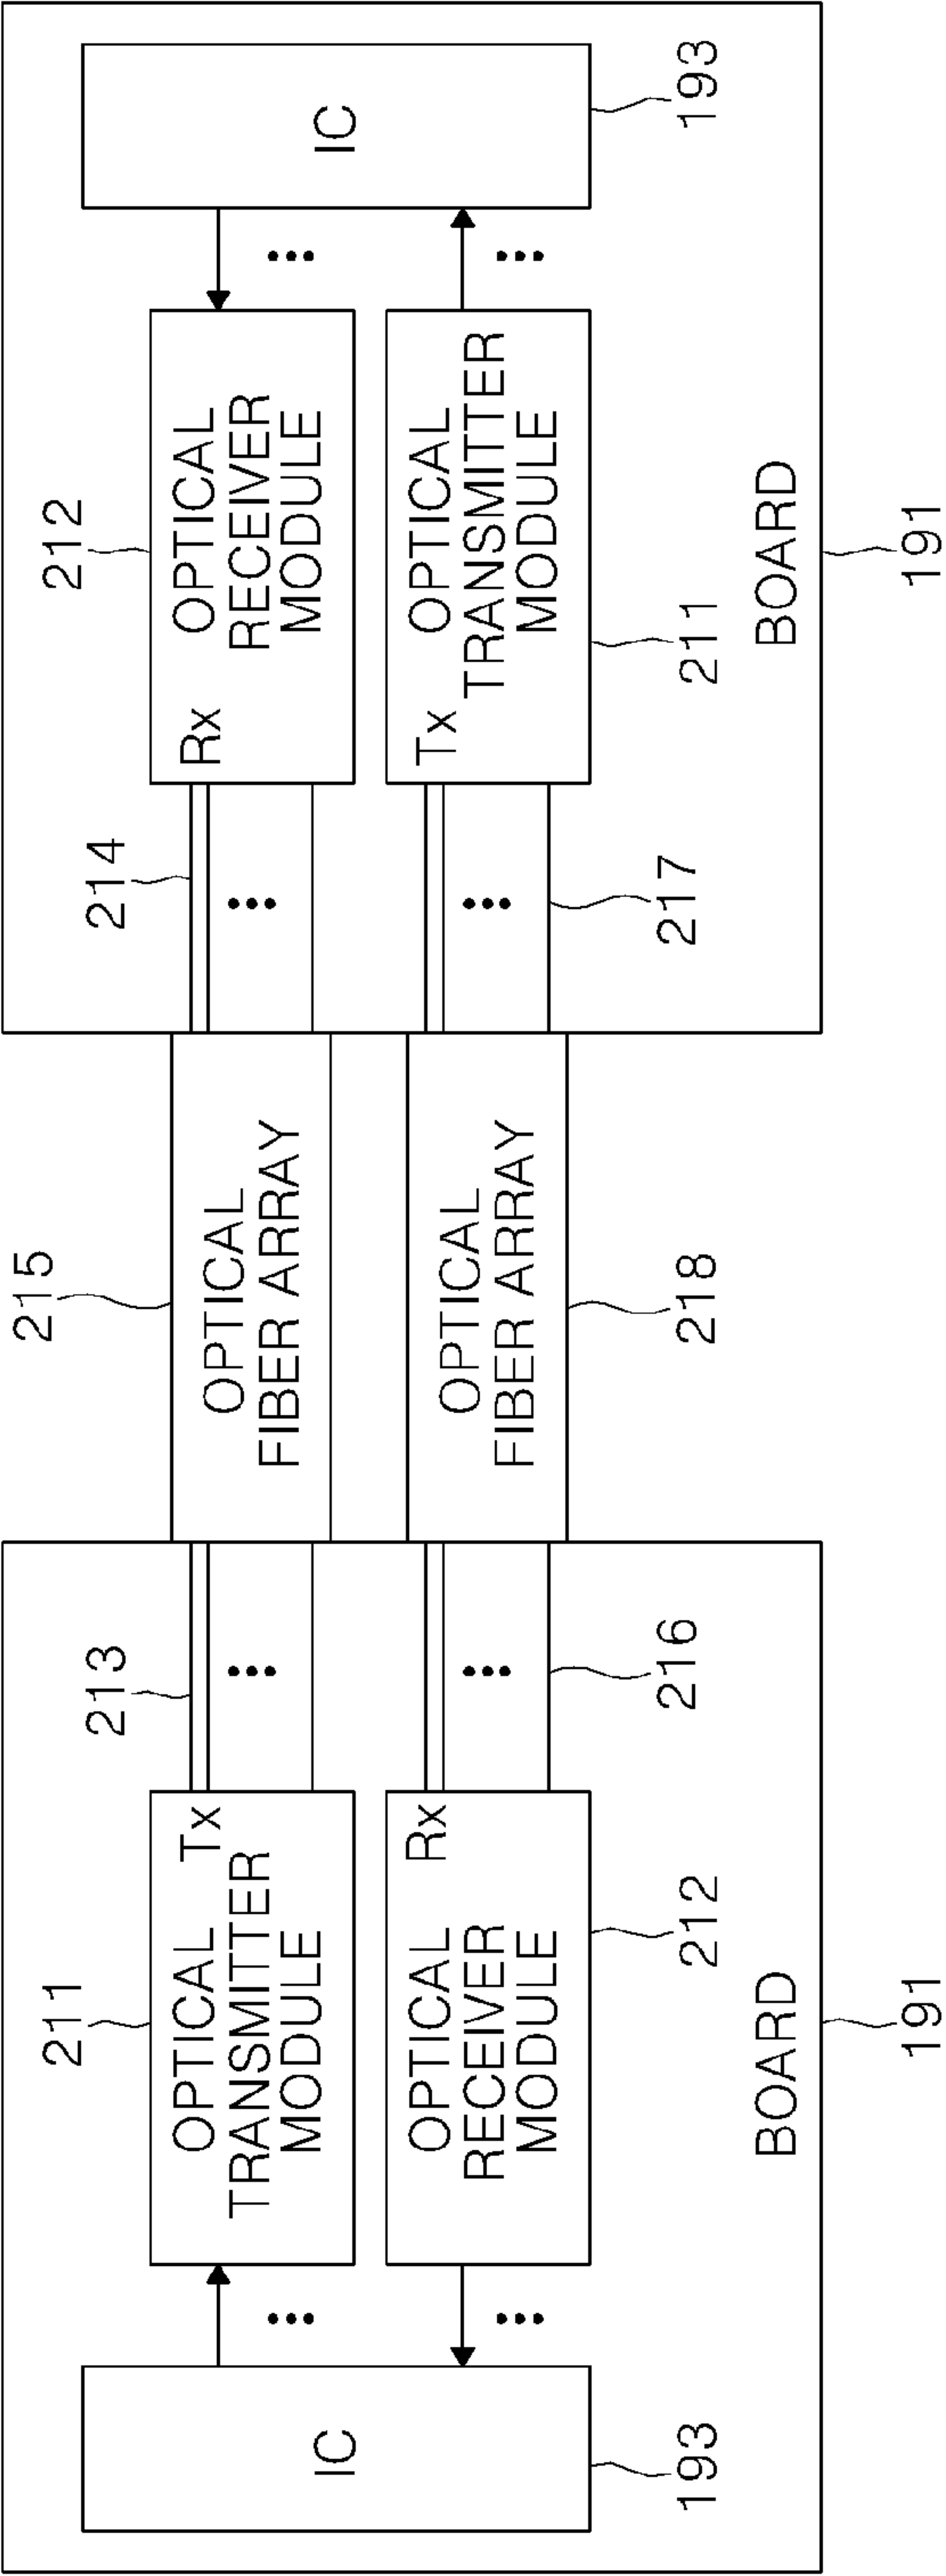 211
213
215
214
212
IC
OPTICAL
TRANSMITTER
MODULE
Tx
OPTICAL
FIBER ARRAY
Rx
OPTICAL
RECEIVER
MODULE
IC
OPTICAL
RECEIVER
MODULE
Rx
OPTICAL
FIBER ARRAY
Tx
OPTICAL
TRANSMITTER
MODULE
193
212
216
218
217
211
193
BOARD
BOARD
191
191